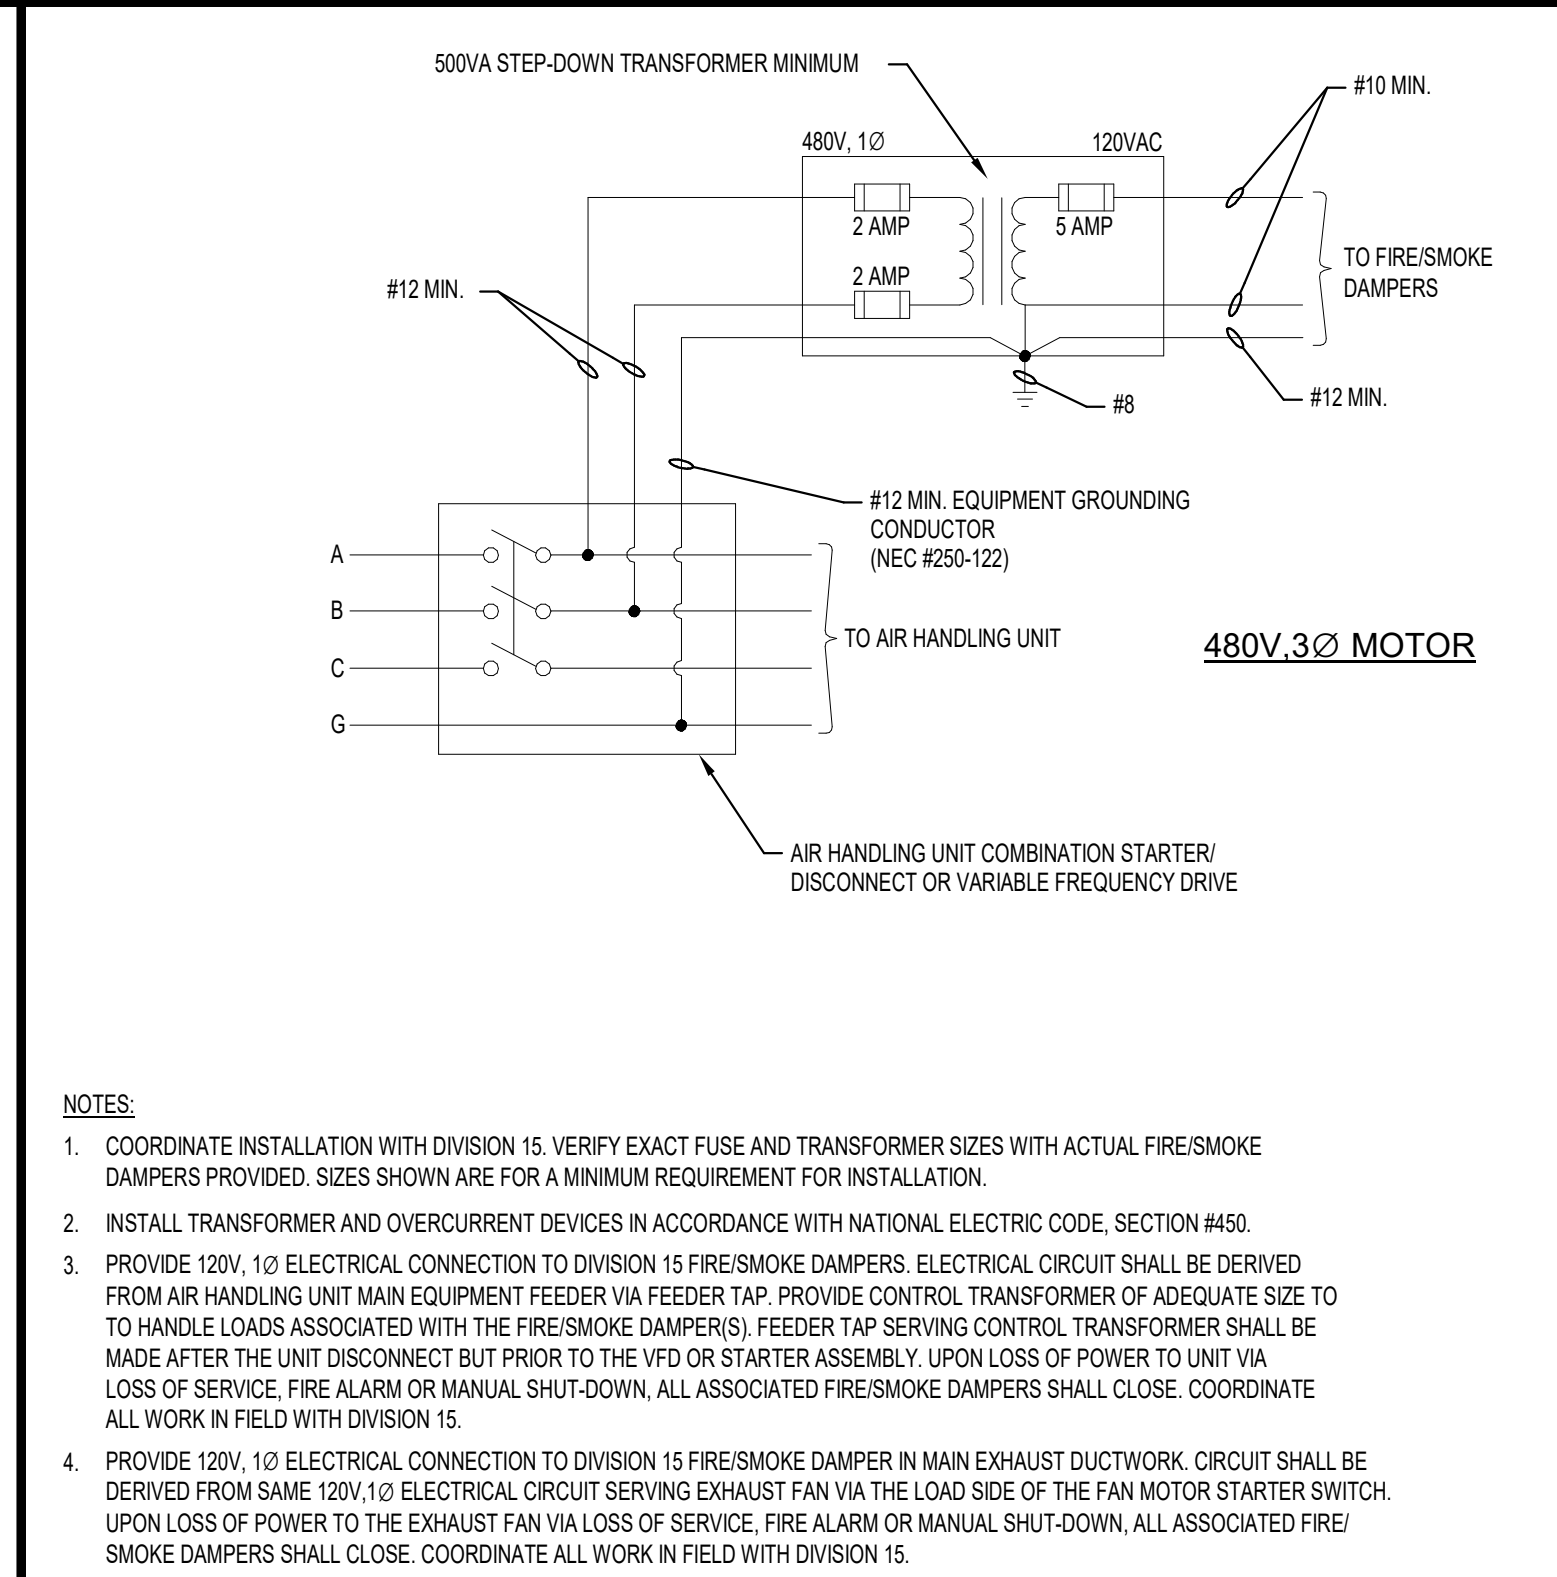 500VA STEP-DOWN TRANSFORMER MINIMUM
#10 MIN.
480V, 1Ø
120VAC
2 AMP
5 AMP
2 AMP
TO FIRE/SMOKE
DAMPERS
#12 MIN.
#12 MIN.
#8
#12 MIN. EQUIPMENT GROUNDING
CONDUCTOR
(NEC #250-122)
A
B
C
G
TO AIR HANDLING UNIT
480V,3Ø MOTOR
AIR HANDLING UNIT COMBINATION STARTER/
DISCONNECT OR VARIABLE FREQUENCY DRIVE
NOTES:
1. COORDINATE INSTALLATION WITH DIVISION 15. VERIFY EXACT FUSE AND TRANSFORMER SIZES WITH ACTUAL FIRE/SMOKE
DAMPERS PROVIDED. SIZES SHOWN ARE FOR A MINIMUM REQUIREMENT FOR INSTALLATION.
2. INSTALL TRANSFORMER AND OVERCURRENT DEVICES IN ACCORDANCE WITH NATIONAL ELECTRIC CODE, SECTION #450.
3. PROVIDE 120V, 1Ø ELECTRICAL CONNECTION TO DIVISION 15 FIRE/SMOKE DAMPERS. ELECTRICAL CIRCUIT SHALL BE DERIVED
FROM AIR HANDLING UNIT MAIN EQUIPMENT FEEDER VIA FEEDER TAP. PROVIDE CONTROL TRANSFORMER OF ADEQUATE SIZE TO
TO HANDLE LOADS ASSOCIATED WITH THE FIRE/SMOKE DAMPER(S). FEEDER TAP SERVING CONTROL TRANSFORMER SHALL BE
MADE AFTER THE UNIT DISCONNECT BUT PRIOR TO THE VFD OR STARTER ASSEMBLY. UPON LOSS OF POWER TO UNIT VIA
LOSS OF SERVICE, FIRE ALARM OR MANUAL SHUT-DOWN, ALL ASSOCIATED FIRE/SMOKE DAMPERS SHALL CLOSE. COORDINATE
ALL WORK IN FIELD WITH DIVISION 15.
4. PROVIDE 120V, 1Ø ELECTRICAL CONNECTION TO DIVISION 15 FIRE/SMOKE DAMPER IN MAIN EXHAUST DUCTWORK. CIRCUIT SHALL BE
DERIVED FROM SAME 120V,1Ø ELECTRICAL CIRCUIT SERVING EXHAUST FAN VIA THE LOAD SIDE OF THE FAN MOTOR STARTER SWITCH.
UPON LOSS OF POWER TO THE EXHAUST FAN VIA LOSS OF SERVICE, FIRE ALARM OR MANUAL SHUT-DOWN, ALL ASSOCIATED FIRE/
SMOKE DAMPERS SHALL CLOSE. COORDINATE ALL WORK IN FIELD WITH DIVISION 15.